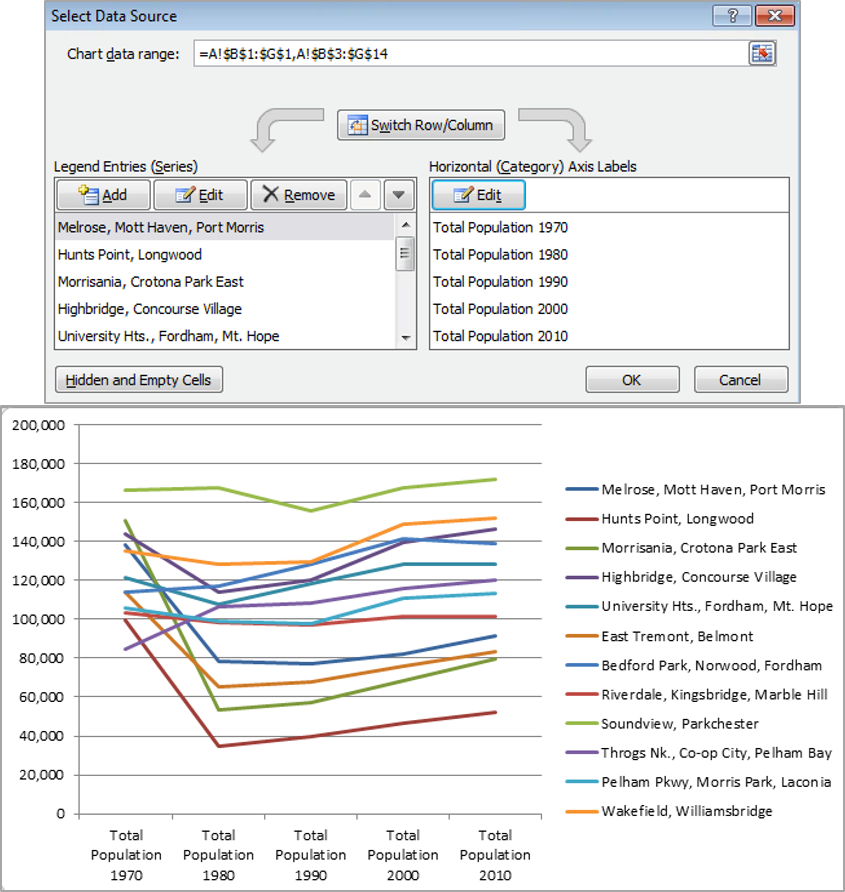 Select Data Source
?
Chart data range: =A!$B$1:$G$1,A!$B$3:$G$14
Switch Row/Column
Legend Entries (Series)
Add Edit Remove
Melrose, Mott Haven, Port Morris
Hunts Point, Longwood
Morrisania, Crotona Park East
Highbridge, Concourse Village
University Hts., Fordham, Mt. Hope
Horizontal (Category) Axis Labels
Edit
Total Population 1970
Total Population 1980
Total Population 1990
Total Population 2000
Total Population 2010
Hidden and Empty Cells
OK Cancel
200,000
180,000
160,000
140,000
120,000
100,000
80,000
60,000
40,000
20,000
0
Total
Population
1970
Total
Population
1980
Total
Population
1990
Total
Population
2000
Total
Population
2010
Melrose, Mott Haven, Port Morris
Hunts Point, Longwood
Morrisania, Crotona Park East
Highbridge, Concourse Village
University Hts., Fordham, Mt. Hope
East Tremont, Belmont
Bedford Park, Norwood, Fordham
Riverdale, Kingsbridge, Marble Hill
Soundview, Parkchester
Throgs Nk., Co-op City, Pelham Bay
Pelham Pkwy, Morris Park, Laconia
Wakefield, Williamsbridge